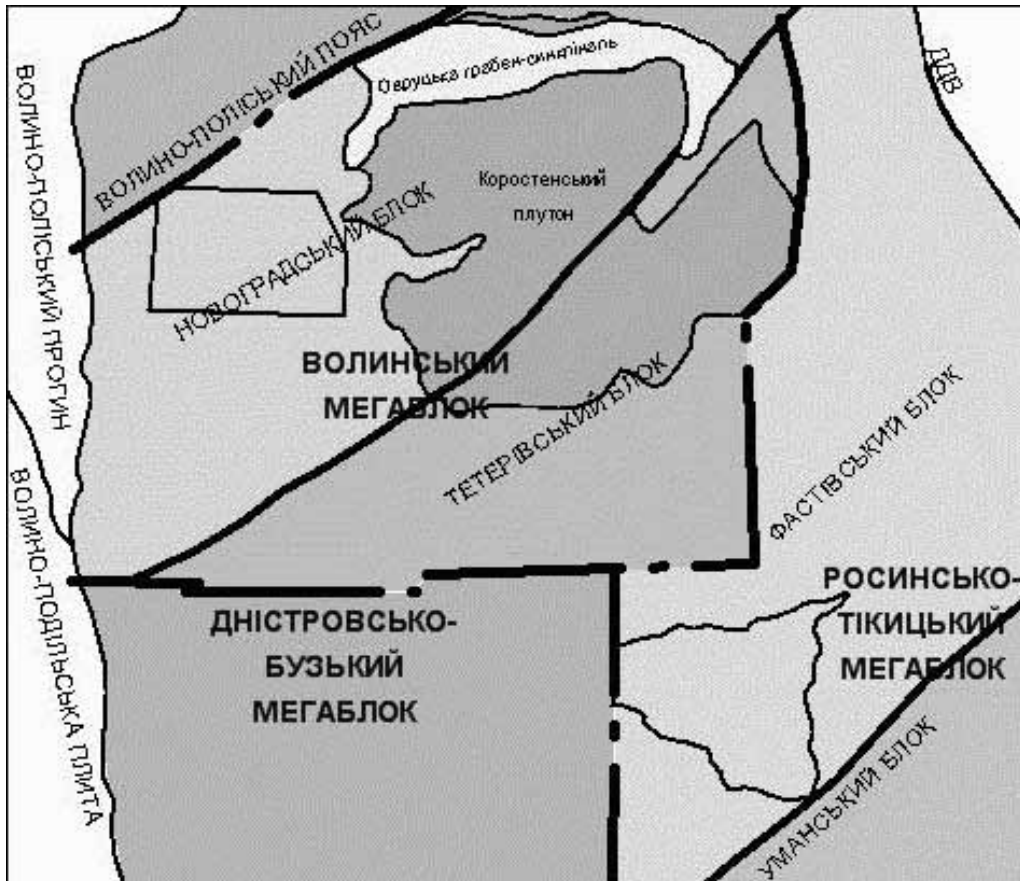 ВОЛИНО-ПОЛІСЬКИЙ ПОЯС
Овруцька грабен-синкліналь
ДДВ
ВОЛИНО-ПОЛІСЬКИЙ ПРОГИН
Коростенський
плутон
НОВОГРАДСЬКИЙ БЛОК
ВОЛИНСЬКИЙ
МЕГАБЛОК
ТЕТЕРІВСЬКИЙ БЛОК
ФАСТІВСЬКИЙ БЛОК
ВОЛИНО-ПОДІЛЬСЬКА ПЛИТА
ДНІСТРОВСЬКО-
БУЗЬКИЙ
МЕГАБЛОК
РОСИНСЬКО-
ТІКИЦЬКИЙ
МЕГАБЛОК
УМАНСЬКИЙ БЛОК